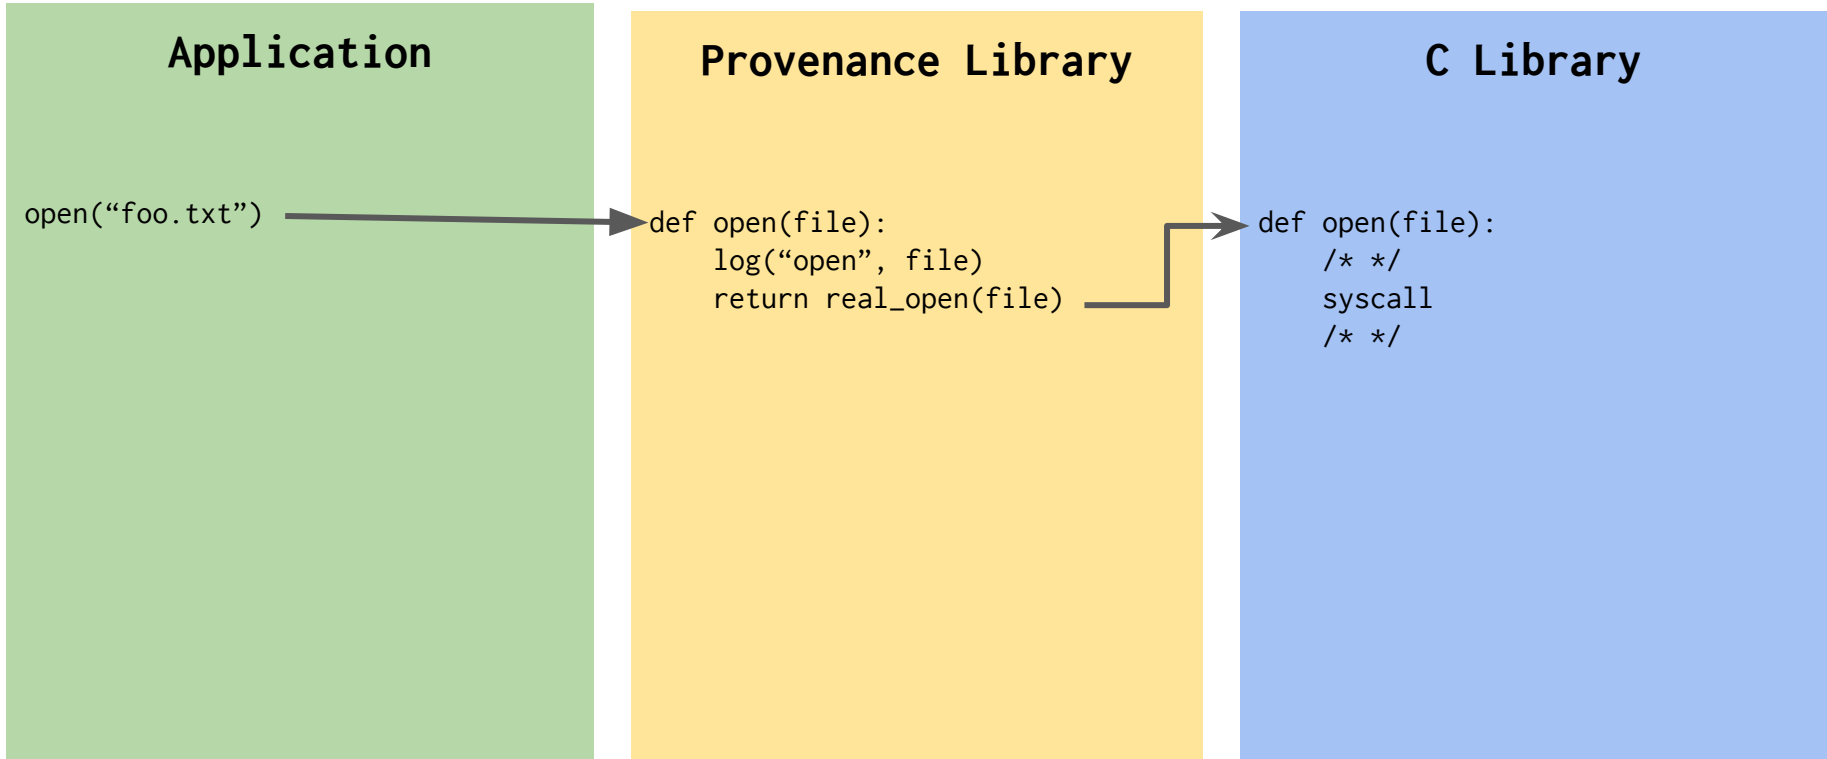 Application
open(“foo.txt”)
Provenance Library
def open(file):
    log(“open”, file)
    return real_open(file)
C Library
def open(file):
    /* */
    syscall
    /* */